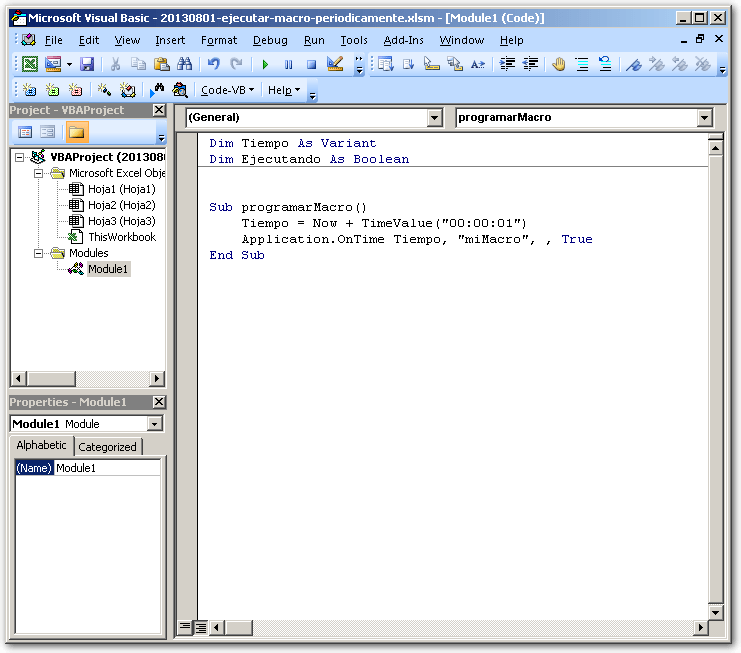 Microsoft Visual Basic - 20130801-ejecutar-macro-periodicamente.xlsm - [Module1 (Code)]
File Edit View Insert Format Debug Run Tools Add-Ins Window Help
Code-VB Help
Project - VBAProject
(General) programarMacro
VBAProject (201308
Microsoft Excel Obje
Hoja1 (Hoja1)
Hoja2 (Hoja2)
Hoja3 (Hoja3)
ThisWorkbook
Modules
Module1
Dim Tiempo As Variant
Dim Ejecutando As Boolean
Sub programarMacro()
Tiempo = Now + TimeValue("00:00:01")
Application.OnTime Tiempo, "miMacro", , True
End Sub
Properties - Module1
Module1 Module
Alphabetic Categorized
(Name) Module1